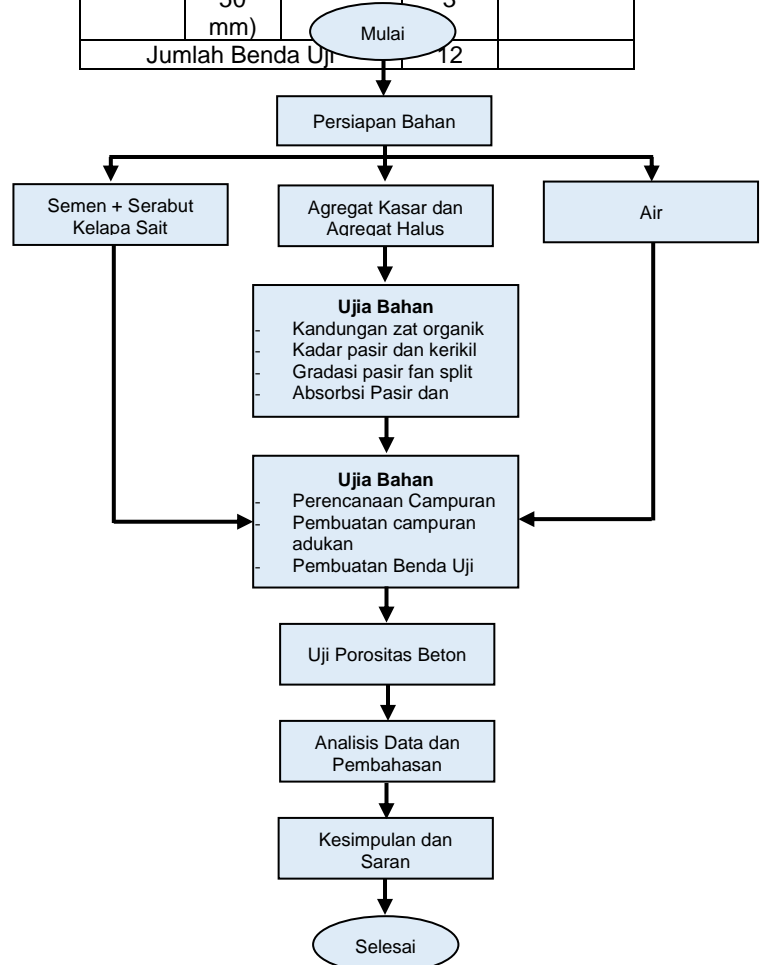 50
3
mm)
Mulai
Jumlah Benda Uji
12
Persiapan Bahan
Semen + Serabut
Kelapa Sait
Agregat Kasar dan
Agregat Halus
Air
Ujia Bahan
- Kandungan zat organik
- Kadar pasir dan kerikil
- Gradasi pasir fan split
- Absorbsi Pasir dan
Ujia Bahan
- Perencanaan Campuran
- Pembuatan campuran
adukan
- Pembuatan Benda Uji
Uji Porositas Beton
Analisis Data dan
Pembahasan
Kesimpulan dan
Saran
Selesai